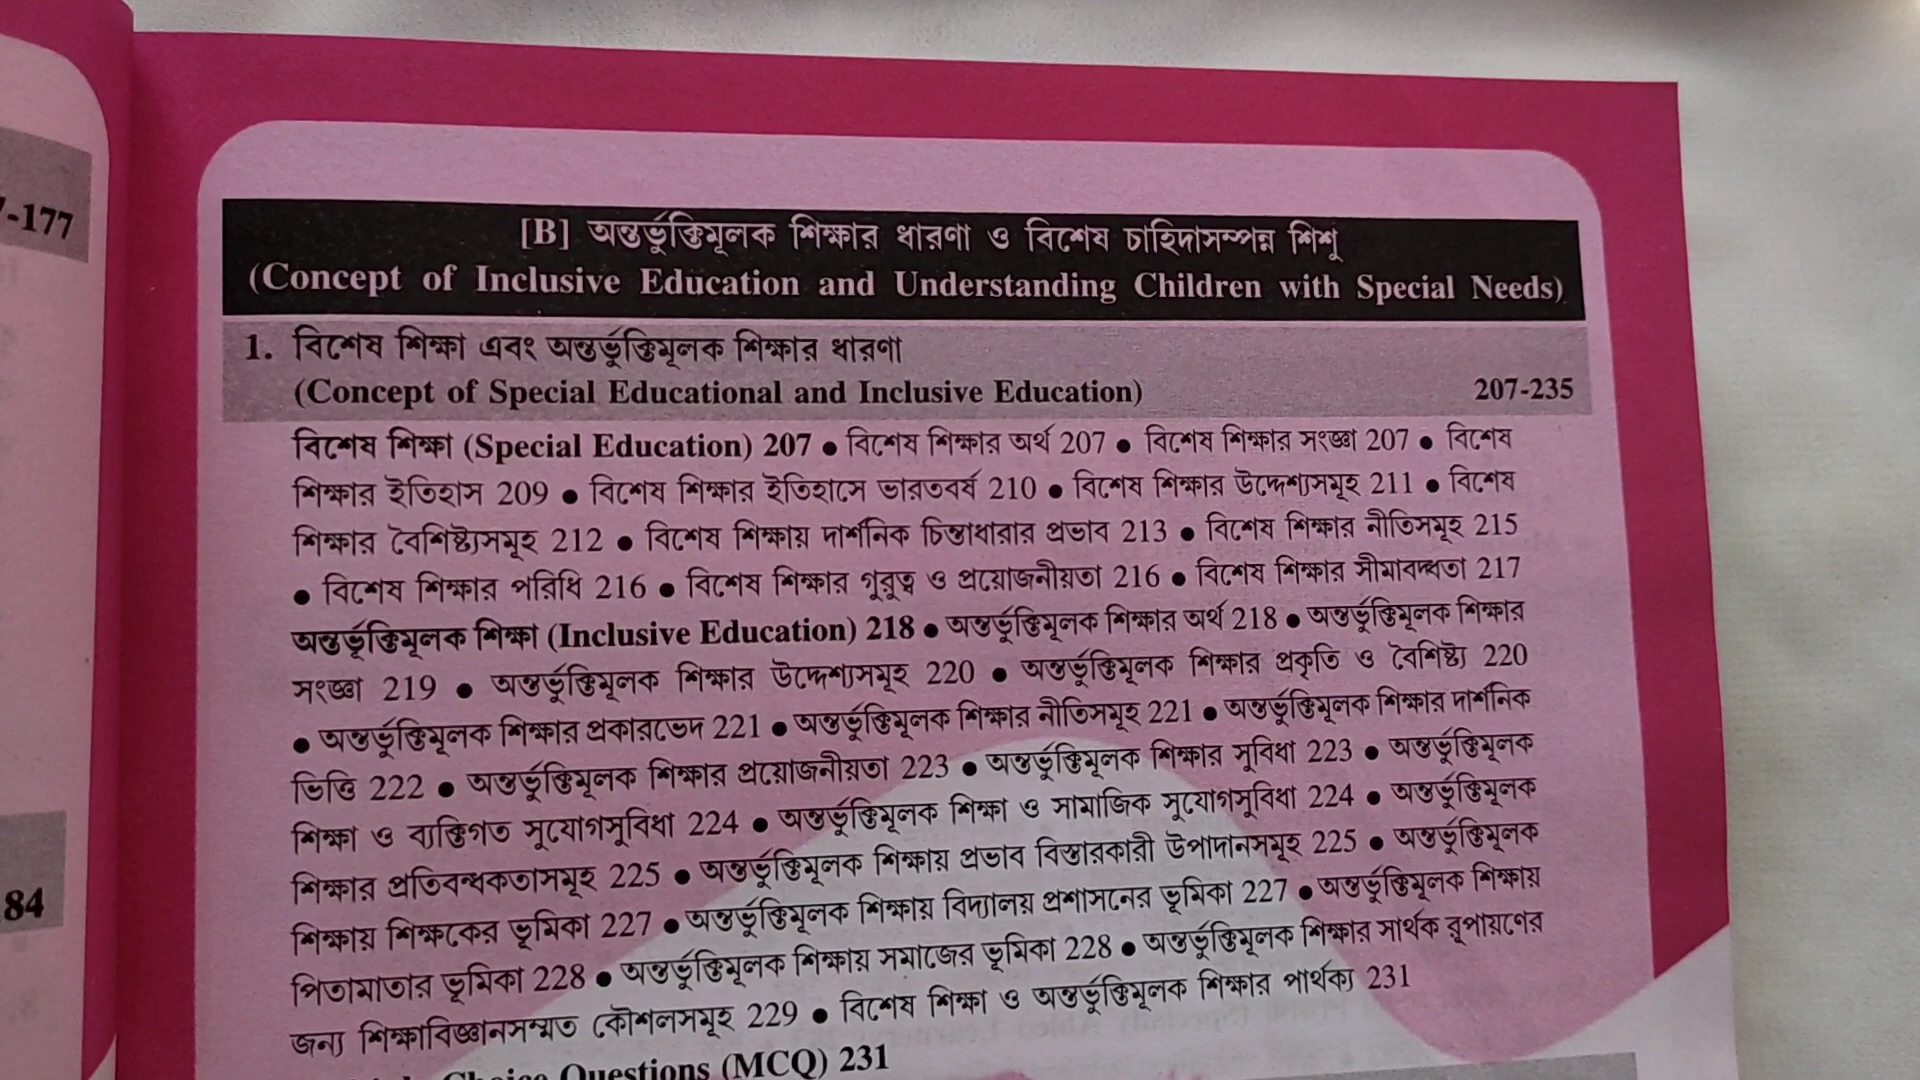 -177
84
[B] অন্তর্ভুক্তিমূলক শিক্ষার ধারণা ও বিশেষ চাহিদাসম্পন্ন শিশু
(Concept of Inclusive Education and Understanding Children with Special Needs)
1. বিশেষ শিক্ষা এবং অন্তর্ভুক্তিমূলক শিক্ষার ধারণা
(Concept of Special Educational and Inclusive Education) 207-235
বিশেষ শিক্ষা (Special Education) 207 ● বিশেষ শিক্ষার অর্থ 207 ● বিশেষ শিক্ষার সংজ্ঞা 207 ● বিশেষ
শিক্ষার ইতিহাস 209 ● বিশেষ শিক্ষার ইতিহাসে ভারতবর্ষ 210 ● বিশেষ শিক্ষার উদ্দেশ্যসমূহ 211 ● বিশেষ
শিক্ষার বৈশিষ্ট্যসমূহ 212 ● বিশেষ শিক্ষায় দার্শনিক চিন্তাধারার প্রভাব 213 ● বিশেষ শিক্ষার নীতিসমূহ 215
● বিশেষ শিক্ষার পরিধি 216 ● বিশেষ শিক্ষার গুরুত্ব ও প্রয়োজনীয়তা 216 ● বিশেষ শিক্ষার সীমাবদ্ধতা 217
অন্তর্ভুক্তিমূলক শিক্ষা (Inclusive Education) 218 ● অন্তর্ভুক্তিমূলক শিক্ষার অর্থ 218 ● অন্তর্ভুক্তিমূলক শিক্ষার
সংজ্ঞা 219 ● অন্তর্ভুক্তিমূলক শিক্ষার উদ্দেশ্যসমূহ 220 ● অন্তর্ভুক্তিমূলক শিক্ষার প্রকৃতি ও বৈশিষ্ট্য 220
● অন্তর্ভুক্তিমূলক শিক্ষার প্রকারভেদ 221 ● অন্তর্ভুক্তিমূলক শিক্ষার নীতিসমূহ 221 ● অন্তর্ভুক্তিমূলক শিক্ষার দার্শনিক
ভিত্তি 222 ● অন্তর্ভুক্তিমূলক শিক্ষার প্রয়োজনীয়তা 223 ● অন্তর্ভুক্তিমূলক শিক্ষার সুবিধা 223 ● অন্তর্ভুক্তিমূলক
শিক্ষা ও ব্যক্তিগত সুযোগসুবিধা 224 ● অন্তর্ভুক্তিমূলক শিক্ষা ও সামাজিক সুযোগসুবিধা 224 ● অন্তর্ভুক্তিমূলক
শিক্ষার প্রতিবন্ধকতাসমূহ 225 ● অন্তর্ভুক্তিমূলক শিক্ষায় প্রভাব বিস্তারকারী উপাদানসমূহ 225 ● অন্তর্ভুক্তিমূলক
শিক্ষায় শিক্ষকের ভূমিকা 227 ● অন্তর্ভুক্তিমূলক শিক্ষায় বিদ্যালয় প্রশাসনের ভূমিকা 227 ● অন্তর্ভুক্তিমূলক শিক্ষায়
পিতামাতার ভূমিকা 228 ● অন্তর্ভুক্তিমূলক শিক্ষায় সমাজের ভূমিকা 228 ● অন্তর্ভুক্তিমূলক শিক্ষার সার্থক রূপায়ণের
জন্য শিক্ষাবিজ্ঞানসম্মত কৌশলসমূহ 229 ● বিশেষ শিক্ষা ও অন্তর্ভুক্তিমূলক শিক্ষার পার্থক্য 231
Choice Questions (MCQ) 231